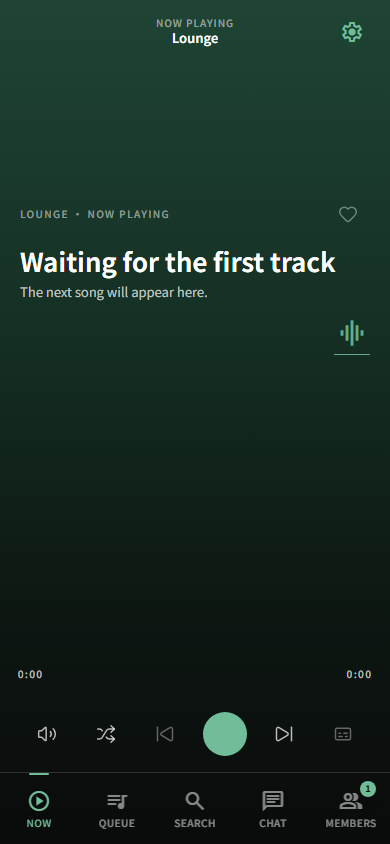 NOW PLAYING
Lounge
LOUNGE • NOW PLAYING
Waiting for the first track
The next song will appear here.
0:00
0:00
1
NOW
QUEUE
SEARCH
CHAT
MEMBERS